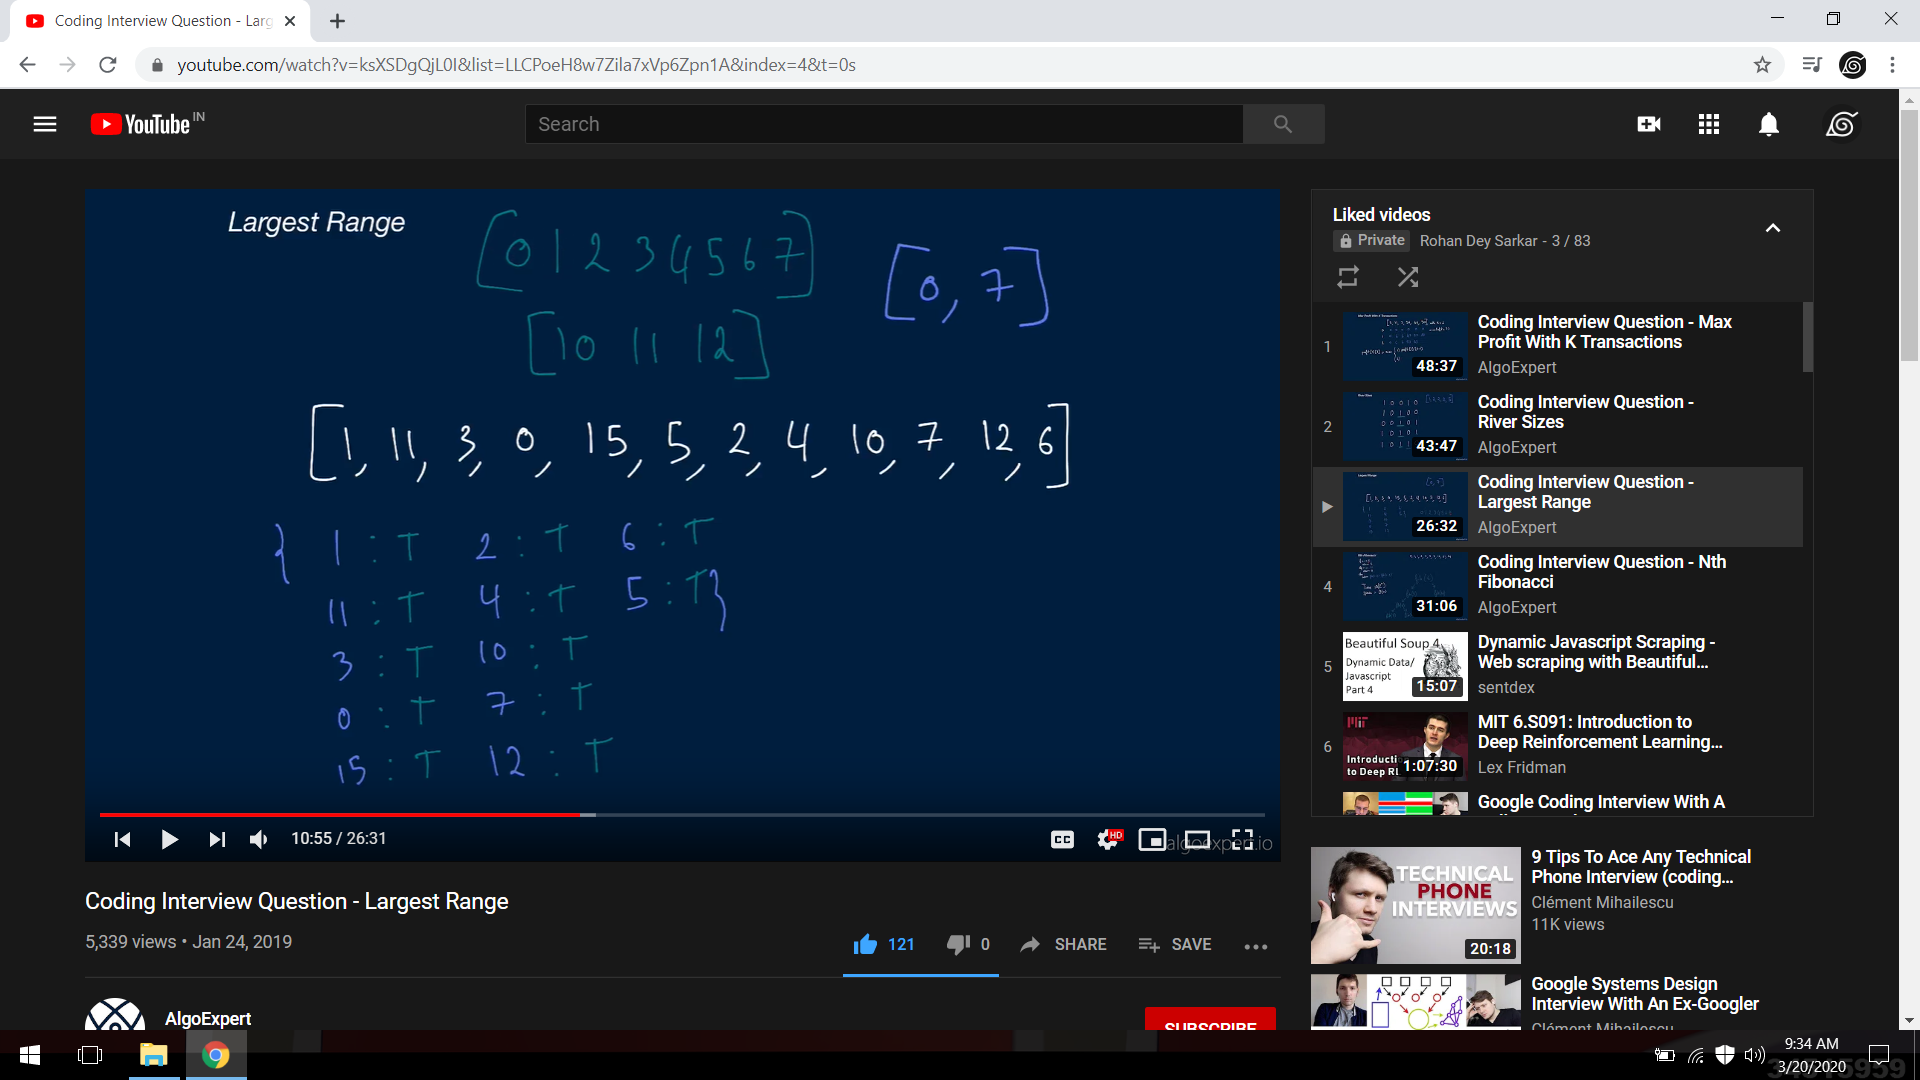 Coding Interview Question - Larg
youtube.com/watch?v=ksXSDgQjL0I&list=LLCPoeH8w7Zila7xVp6Zpn1A&index=4&t=0s
YouTube IN
Search
Largest Range
[0 1 2 3 4 5 6 7]
[0, 7]
[10 11 12]
[1, 11, 3, 0, 15, 5, 2, 4, 10, 7, 12, 6]
{ 1 : T 2 : T 6 : T
11 : T 4 : T 5 : T }
3 : T 10 : T
0 : T 7 : T
15 : T 12 : T
10:55 / 26:31
CC
HD
algoexpert.io
Coding Interview Question - Largest Range
5,339 views • Jan 24, 2019
121
0
SHARE
SAVE
AlgoExpert
SUBSCRIBE
Liked videos
Private Rohan Dey Sarkar - 3 / 83
1
48:37
Coding Interview Question - Max
Profit With K Transactions
AlgoExpert
2
43:47
Coding Interview Question -
River Sizes
AlgoExpert
26:32
Coding Interview Question -
Largest Range
AlgoExpert
4
31:06
Coding Interview Question - Nth
Fibonacci
AlgoExpert
5
Beautiful Soup 4
Dynamic Data/
Javascript
Part 4
15:07
Dynamic Javascript Scraping -
Web scraping with Beautiful...
sentdex
6
MIT
Introducti
to Deep RL
1:07:30
MIT 6.S091: Introduction to
Deep Reinforcement Learning...
Lex Fridman
Google Coding Interview With A
TECHNICAL
PHONE
INTERVIEWS
20:18
9 Tips To Ace Any Technical
Phone Interview (coding...
Clément Mihailescu
11K views
Google Systems Design
Interview With An Ex-Googler
Clément Mihailescu
9:34 AM
3/20/2020